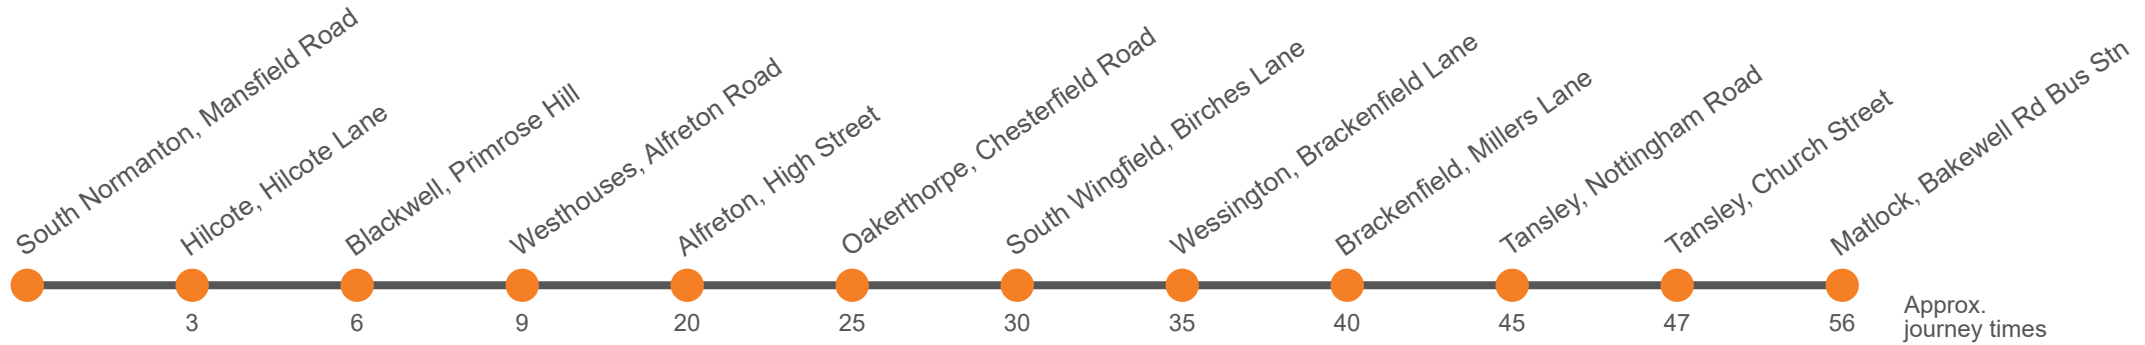 South Normanton, Mansfield Road
Hilcote, Hilcote Lane
Blackwell, Primrose Hill
Westhouses, Alfreton Road
Alfreton, High Street
Oakerthorpe, Chesterfield Road
South Wingfield, Birches Lane
Wessington, Brackenfield Lane
Brackenfield, Millers Lane
Tansley, Nottingham Road
Tansley, Church Street
Matlock, Bakewell Rd Bus Stn
3 6 9 20 25 30 35 40 45 47 56
Approx.
journey times